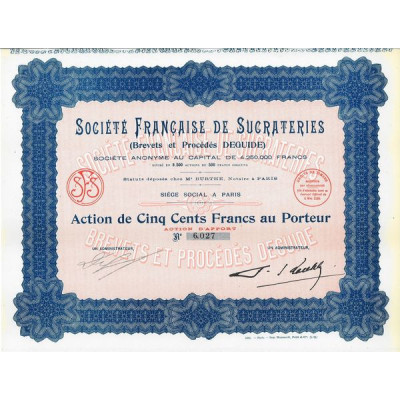 SOCIÉTÉ FRANÇAISE DE SUCRATERIES
(Brevets et Procédés DEGUIDE)
SOCIÉTÉ ANONYME AU CAPITAL DE 4.250.000 FRANCS
Statuts déposés chez Me BURTHE, Notaire à PARIS
SIÈGE SOCIAL A PARIS
Action de Cinq Cents Francs au Porteur
ACTION D'APPORT
No 6,027
UN ADMINISTRATEUR,
UN ADMINISTRATEUR,
BREVETS ET PROCÉDÉS DEGUIDE